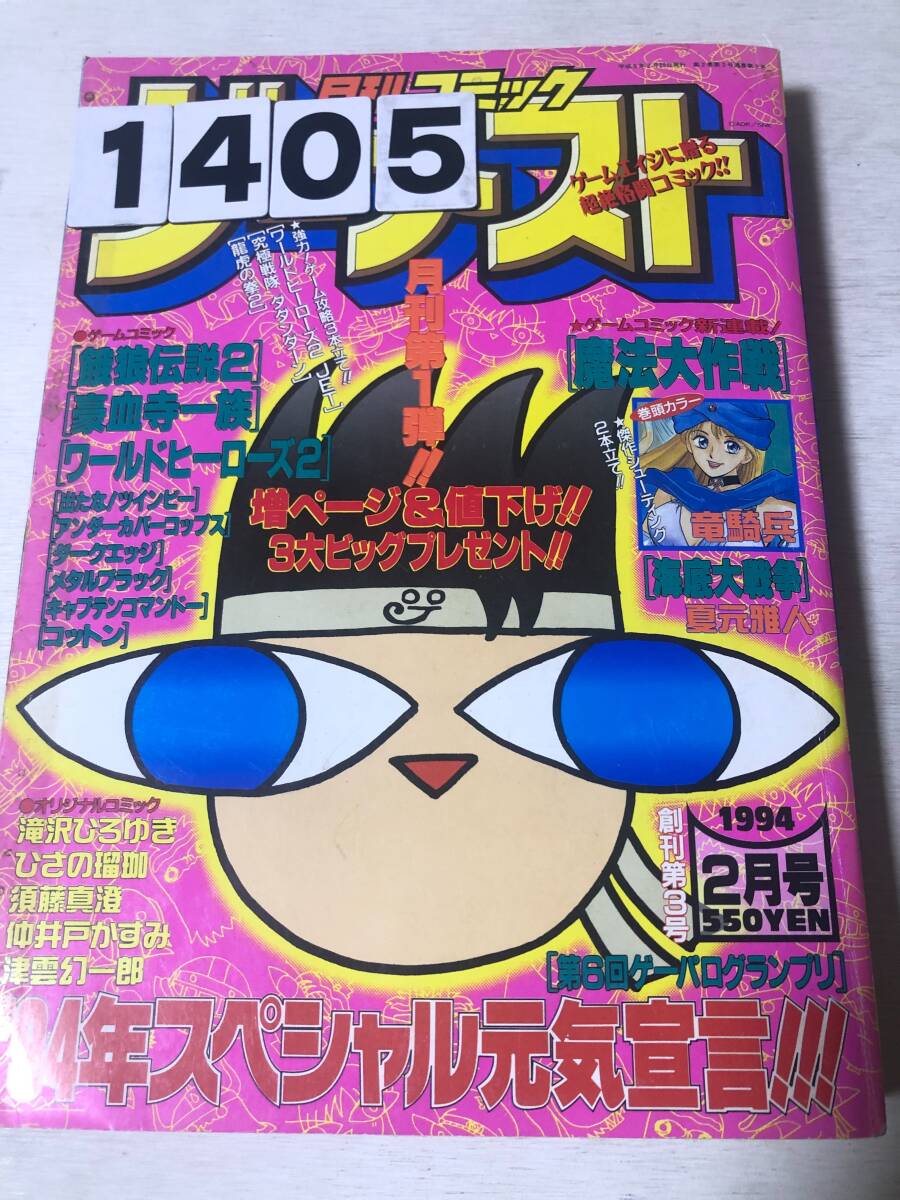 月刊コミック
ゲーメスト
1405
©ADK/SNK
ゲームエイジに贈る
超絶格闘コミック!!
★強力!ゲーム攻略3本立て!!
[ワールドヒーローズ2 JET]
[究極戦隊ダダンダーン]
[龍虎の拳2]
月刊第1弾!!
●ゲームコミック
[餓狼伝説2]
[豪血寺一族]
[ワールドヒーローズ2]
[出たな!ツインビー]
[アンダーカバーコップス]
[ダークエッジ]
[メタルブラック]
[キャプテンコマンドー]
[コットン]
★ゲームコミック新連載!
[魔法大作戦]
巻頭カラー
★傑作シューティング
2本立て!!
竜騎兵
[海底大戦争]
夏元雅人
増ページ&値下げ!!
3大ビッグプレゼント!!
●オリジナルコミック
滝沢ひろゆき
ひさの瑠珈
須藤真澄
仲井戸かずみ
津雲幻一郎
創刊第3号
1994
2月号
550YEN
[第6回ゲーパログランプリ]
94年スペシャル元気宣言!!!